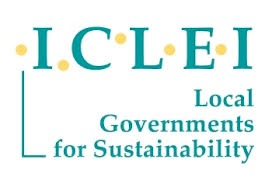 ·I.C·L·E·I
Local
Governments
for Sustainability